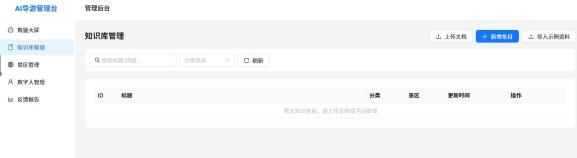 AI导游管理台
管理后台
数据大屏
知识库管理
景区管理
数字人管理
反馈报告
知识库管理
上传文档
+ 新增条目
导入示例资料
搜索标题/内容...
分类筛选
刷新
ID 标题 分类 景区 更新时间 操作
暂无知识条目，请上传文档或手动新增